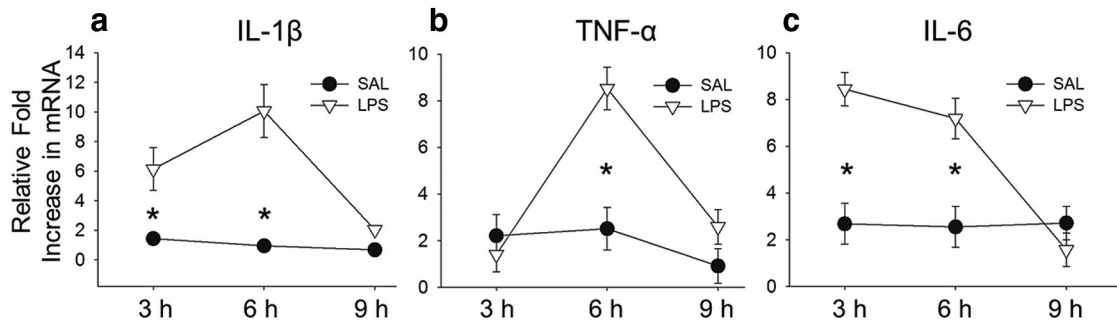 a IL-1β
b TNF-α
c IL-6
Relative Fold
Increase in mRNA
14
12
10
8
6
4
2
0
SAL
LPS
*
*
3 h 6 h 9 h
10
8
6
4
2
0
SAL
LPS
*
3 h 6 h 9 h
10
8
6
4
2
0
SAL
LPS
*
*
3 h 6 h 9 h